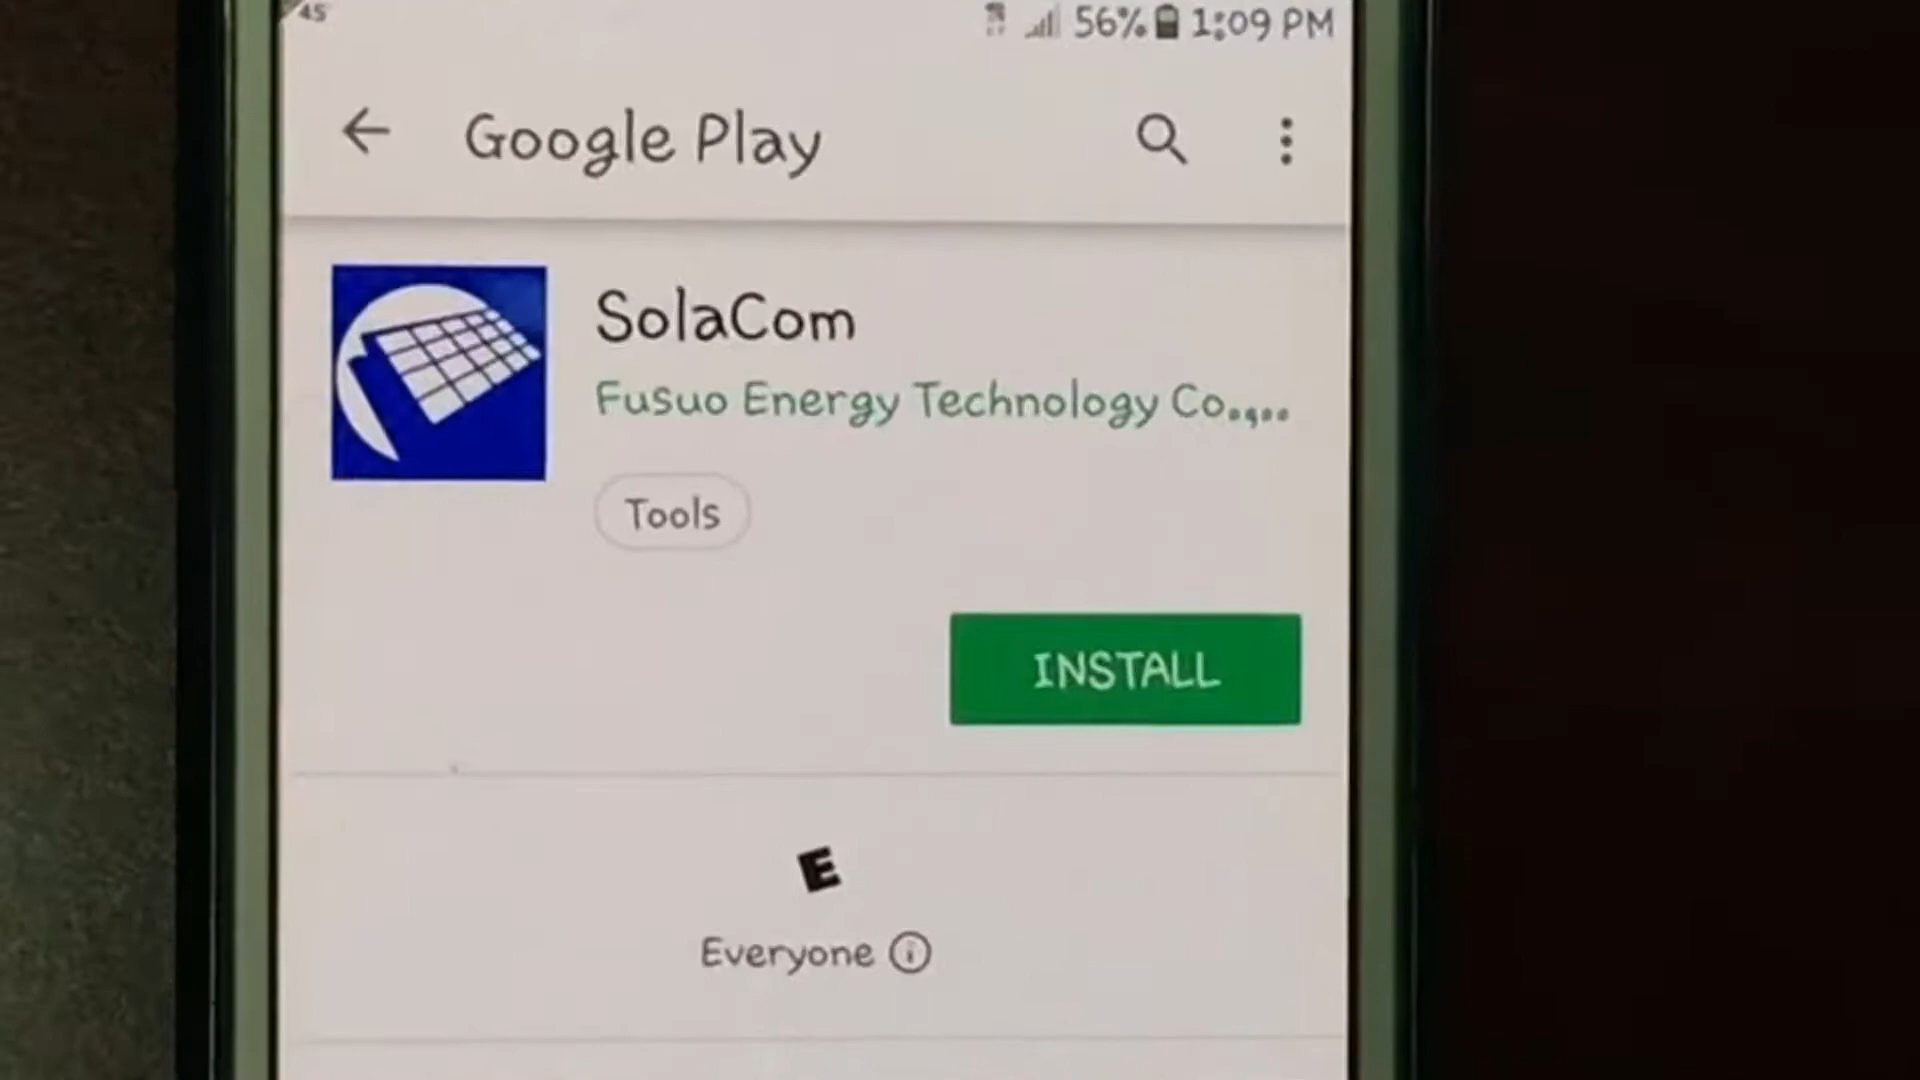 45
56% 1:09 PM
Google Play
SolaCom
Fusuo Energy Technology Co.,...
Tools
INSTALL
E
Everyone